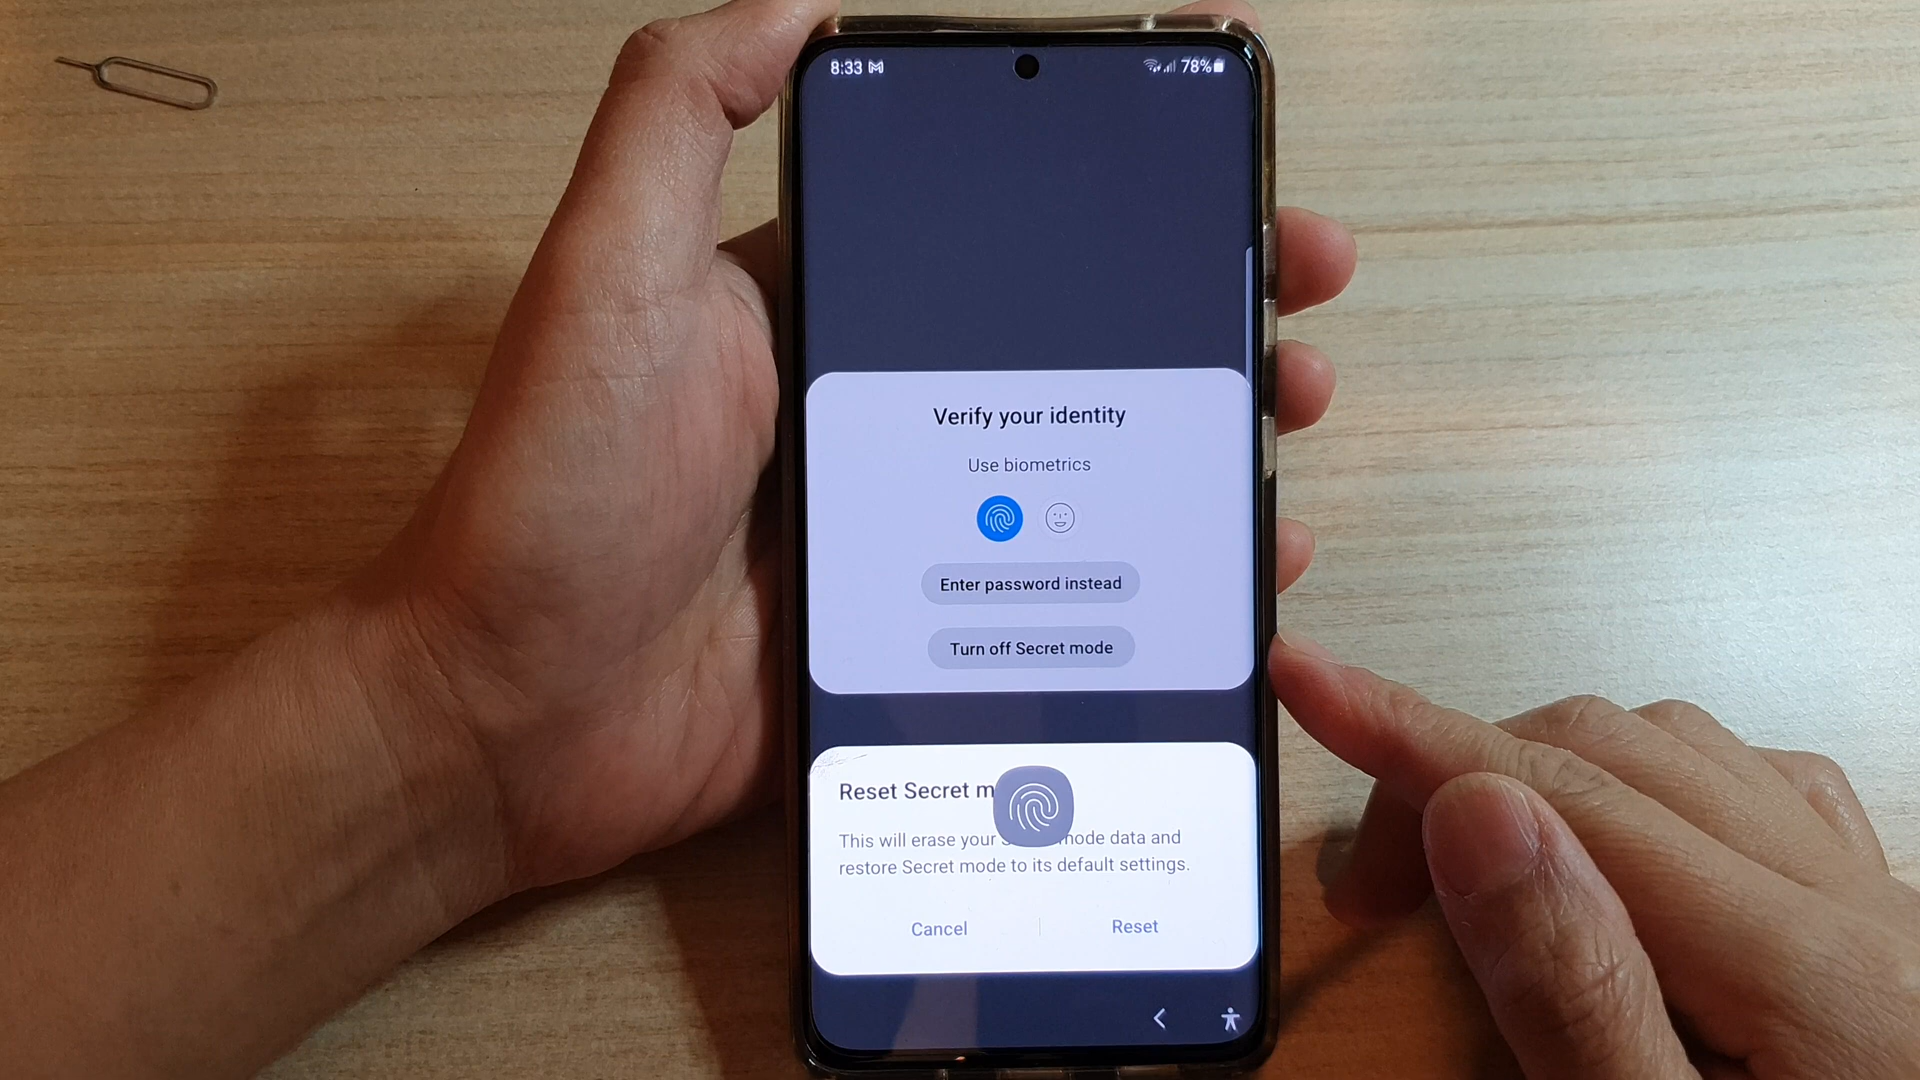 8:33 78%
Verify your identity
Use biometrics
Enter password instead
Turn off Secret mode
Reset Secret m
This will erase your mode data and
restore Secret mode to its default settings.
Cancel Reset